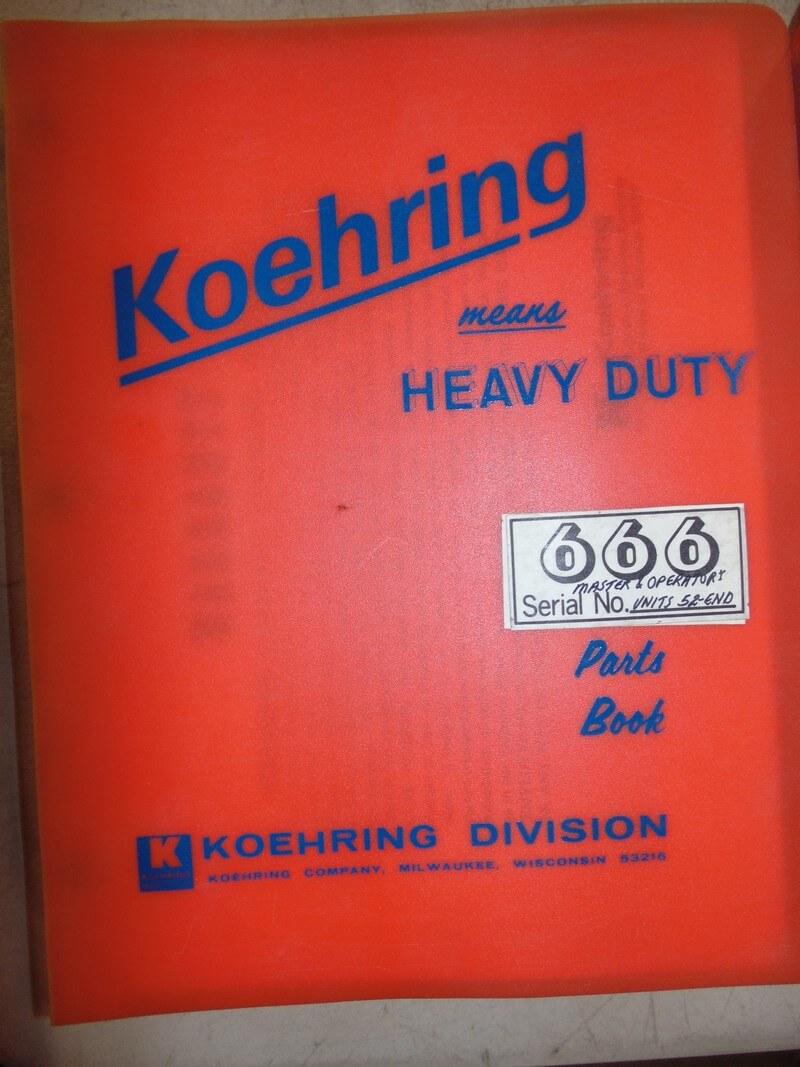 Koehring
means
HEAVY DUTY
666
MASTER & OPERATOR'S
Serial No. UNITS 52-END
Parts
Book
K
KOEHRING DIVISION
KOEHRING COMPANY, MILWAUKEE, WISCONSIN 53216